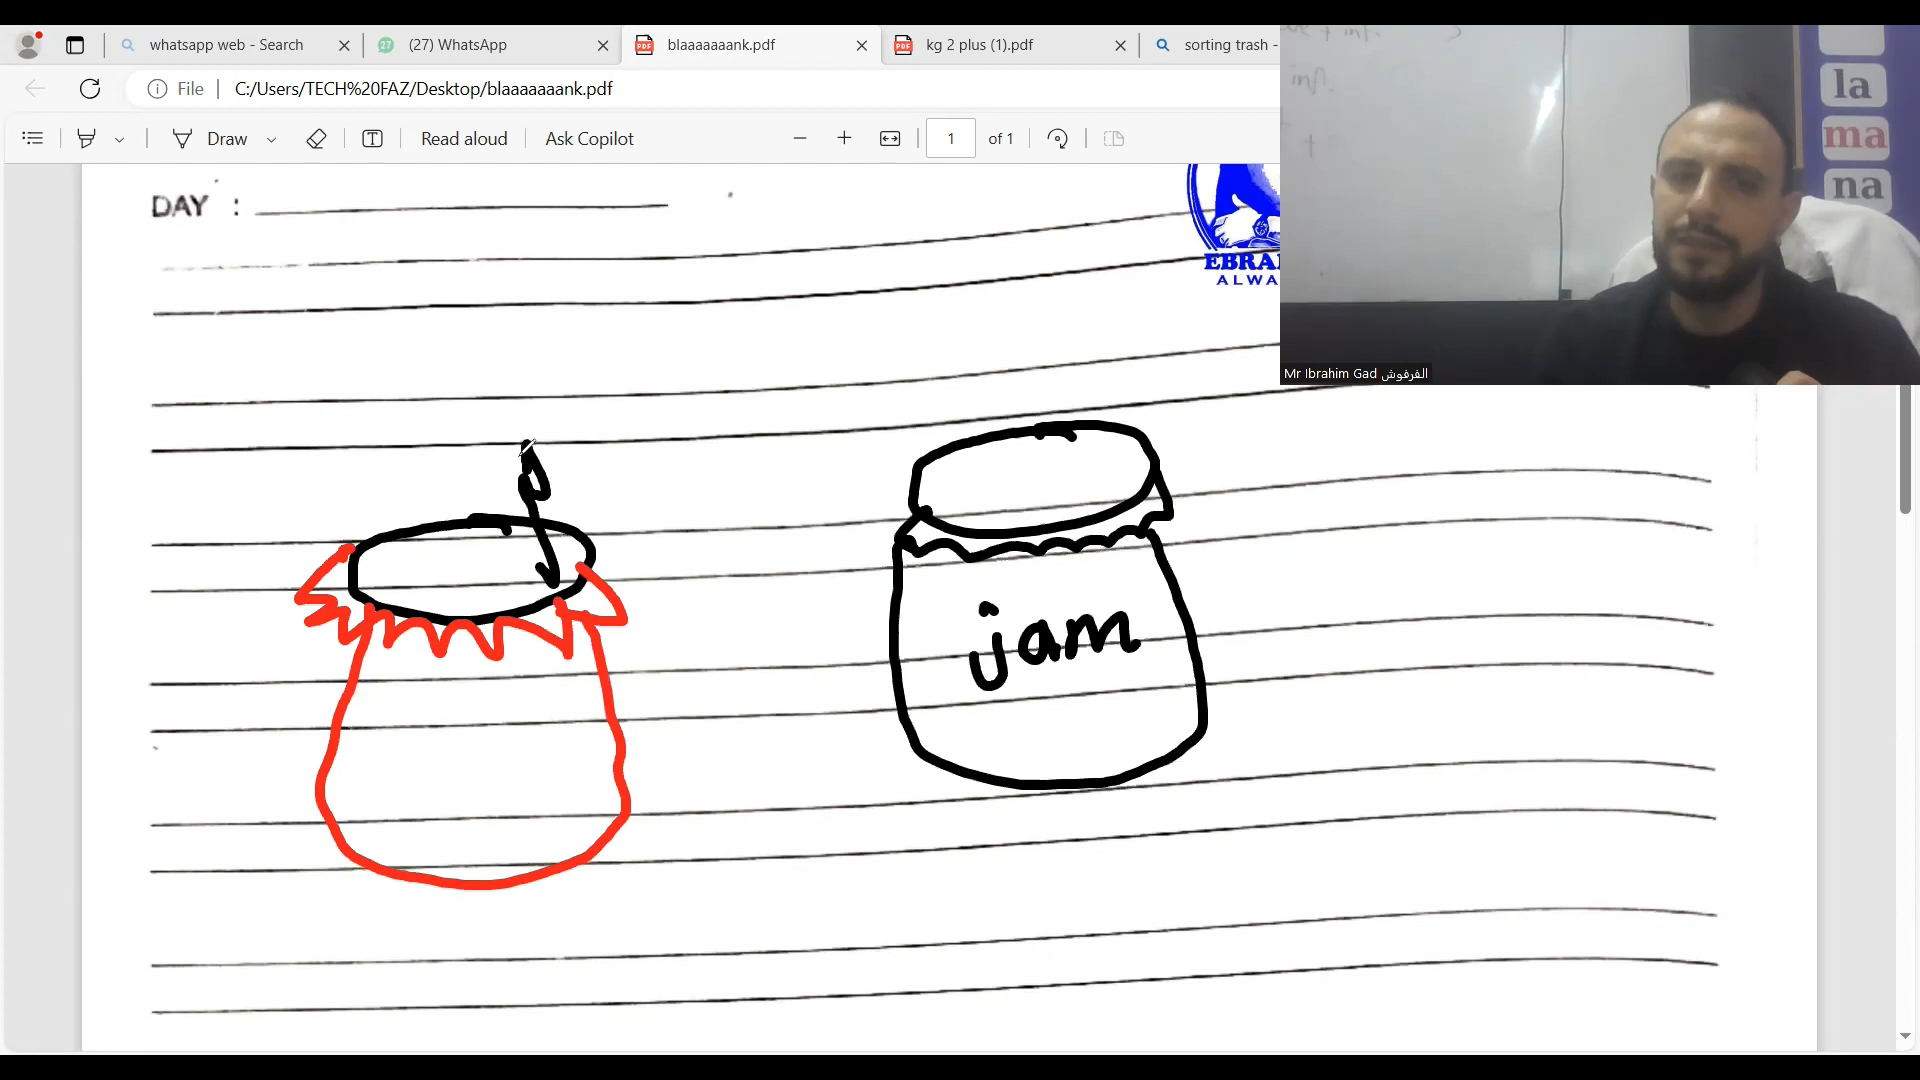 whatsapp web - Search
(27) WhatsApp
blaaaaaaank.pdf
kg 2 plus (1).pdf
sorting trash -
File
C:/Users/TECH%20FAZ/Desktop/blaaaaaaank.pdf
Draw
Read aloud
Ask Copilot
1
of 1
DAY :
EBRA
ALWA
jam
la
ma
na
Mr Ibrahim Gad الفرفوش